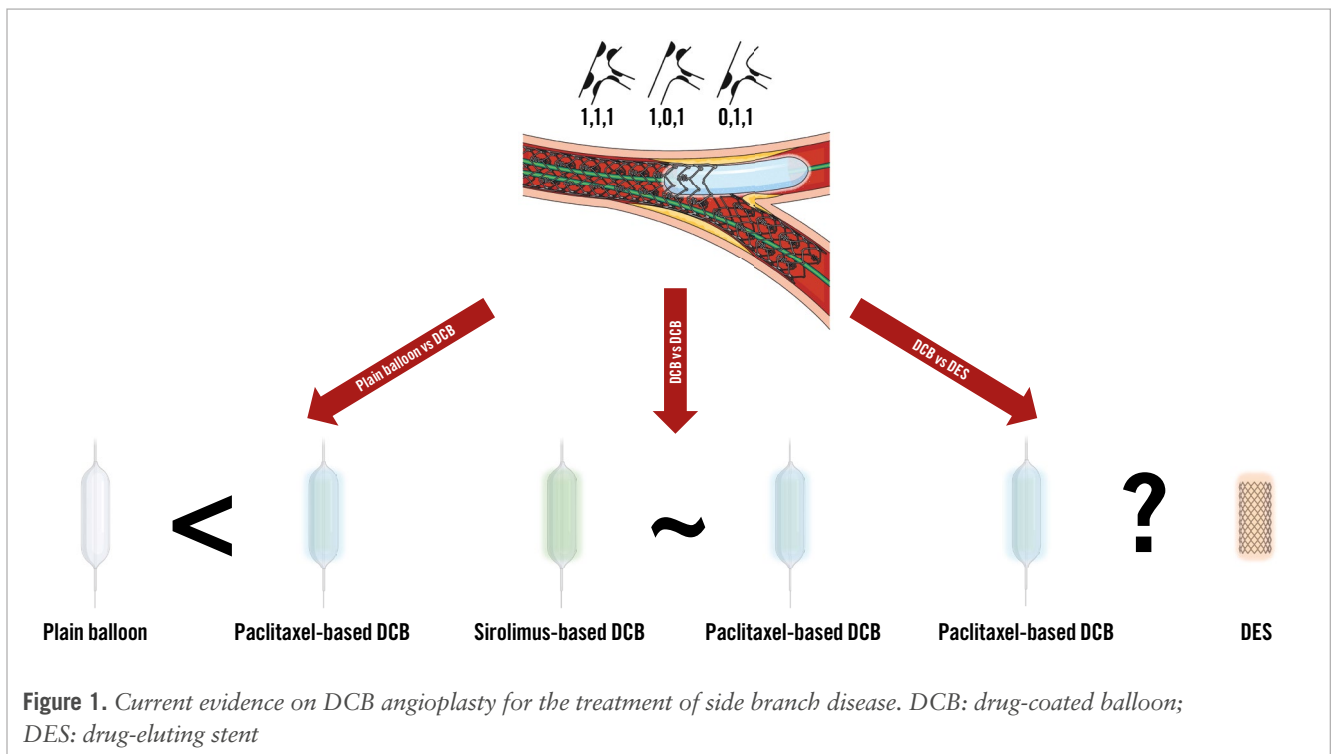 1,1,1 1,0,1 0,1,1
Plain balloon vs DCB
DCB vs DCB
DCB vs DES
< ~ ?
Plain balloon Paclitaxel-based DCB Sirolimus-based DCB Paclitaxel-based DCB Paclitaxel-based DCB DES
Figure 1. Current evidence on DCB angioplasty for the treatment of side branch disease. DCB: drug-coated balloon;
DES: drug-eluting stent